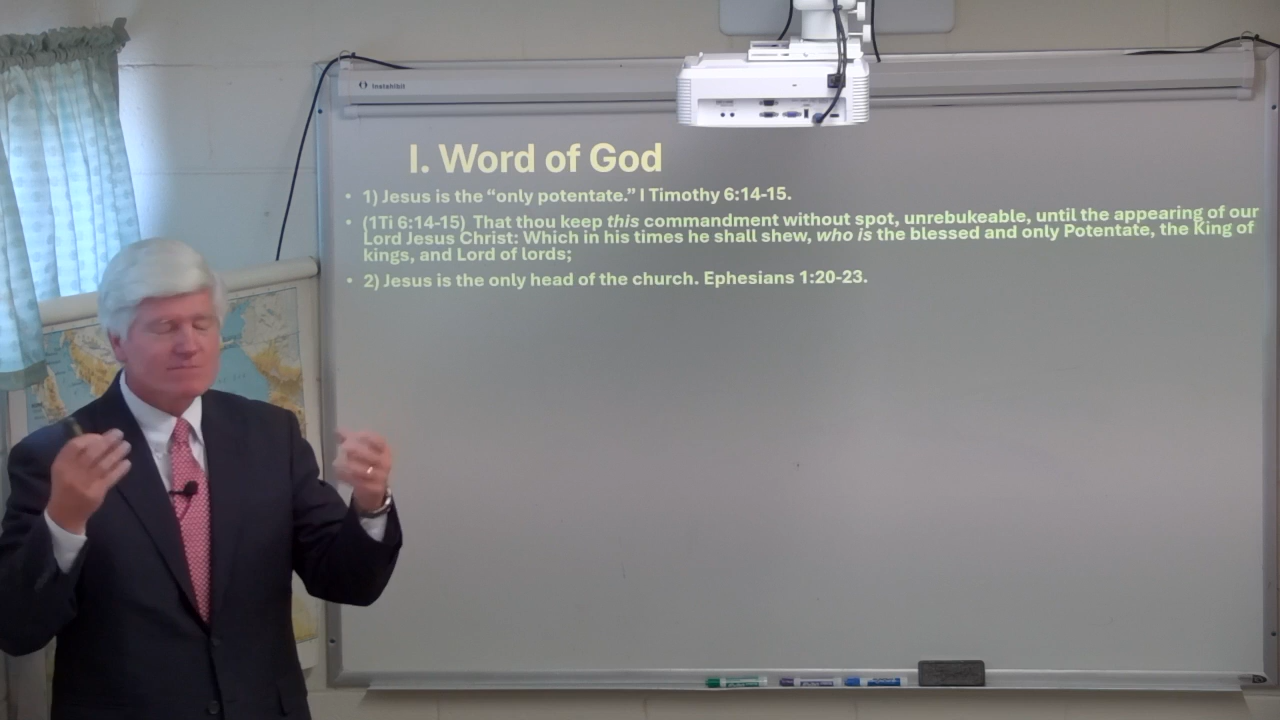 Instahibit
I. Word of God
• 1) Jesus is the “only potentate.” I Timothy 6:14-15.
• (1Ti 6:14-15) That thou keep this commandment without spot, unrebukeable, until the appearing of our
Lord Jesus Christ: Which in his times he shall shew, who is the blessed and only Potentate, the King of
kings, and Lord of lords;
• 2) Jesus is the only head of the church. Ephesians 1:20-23.